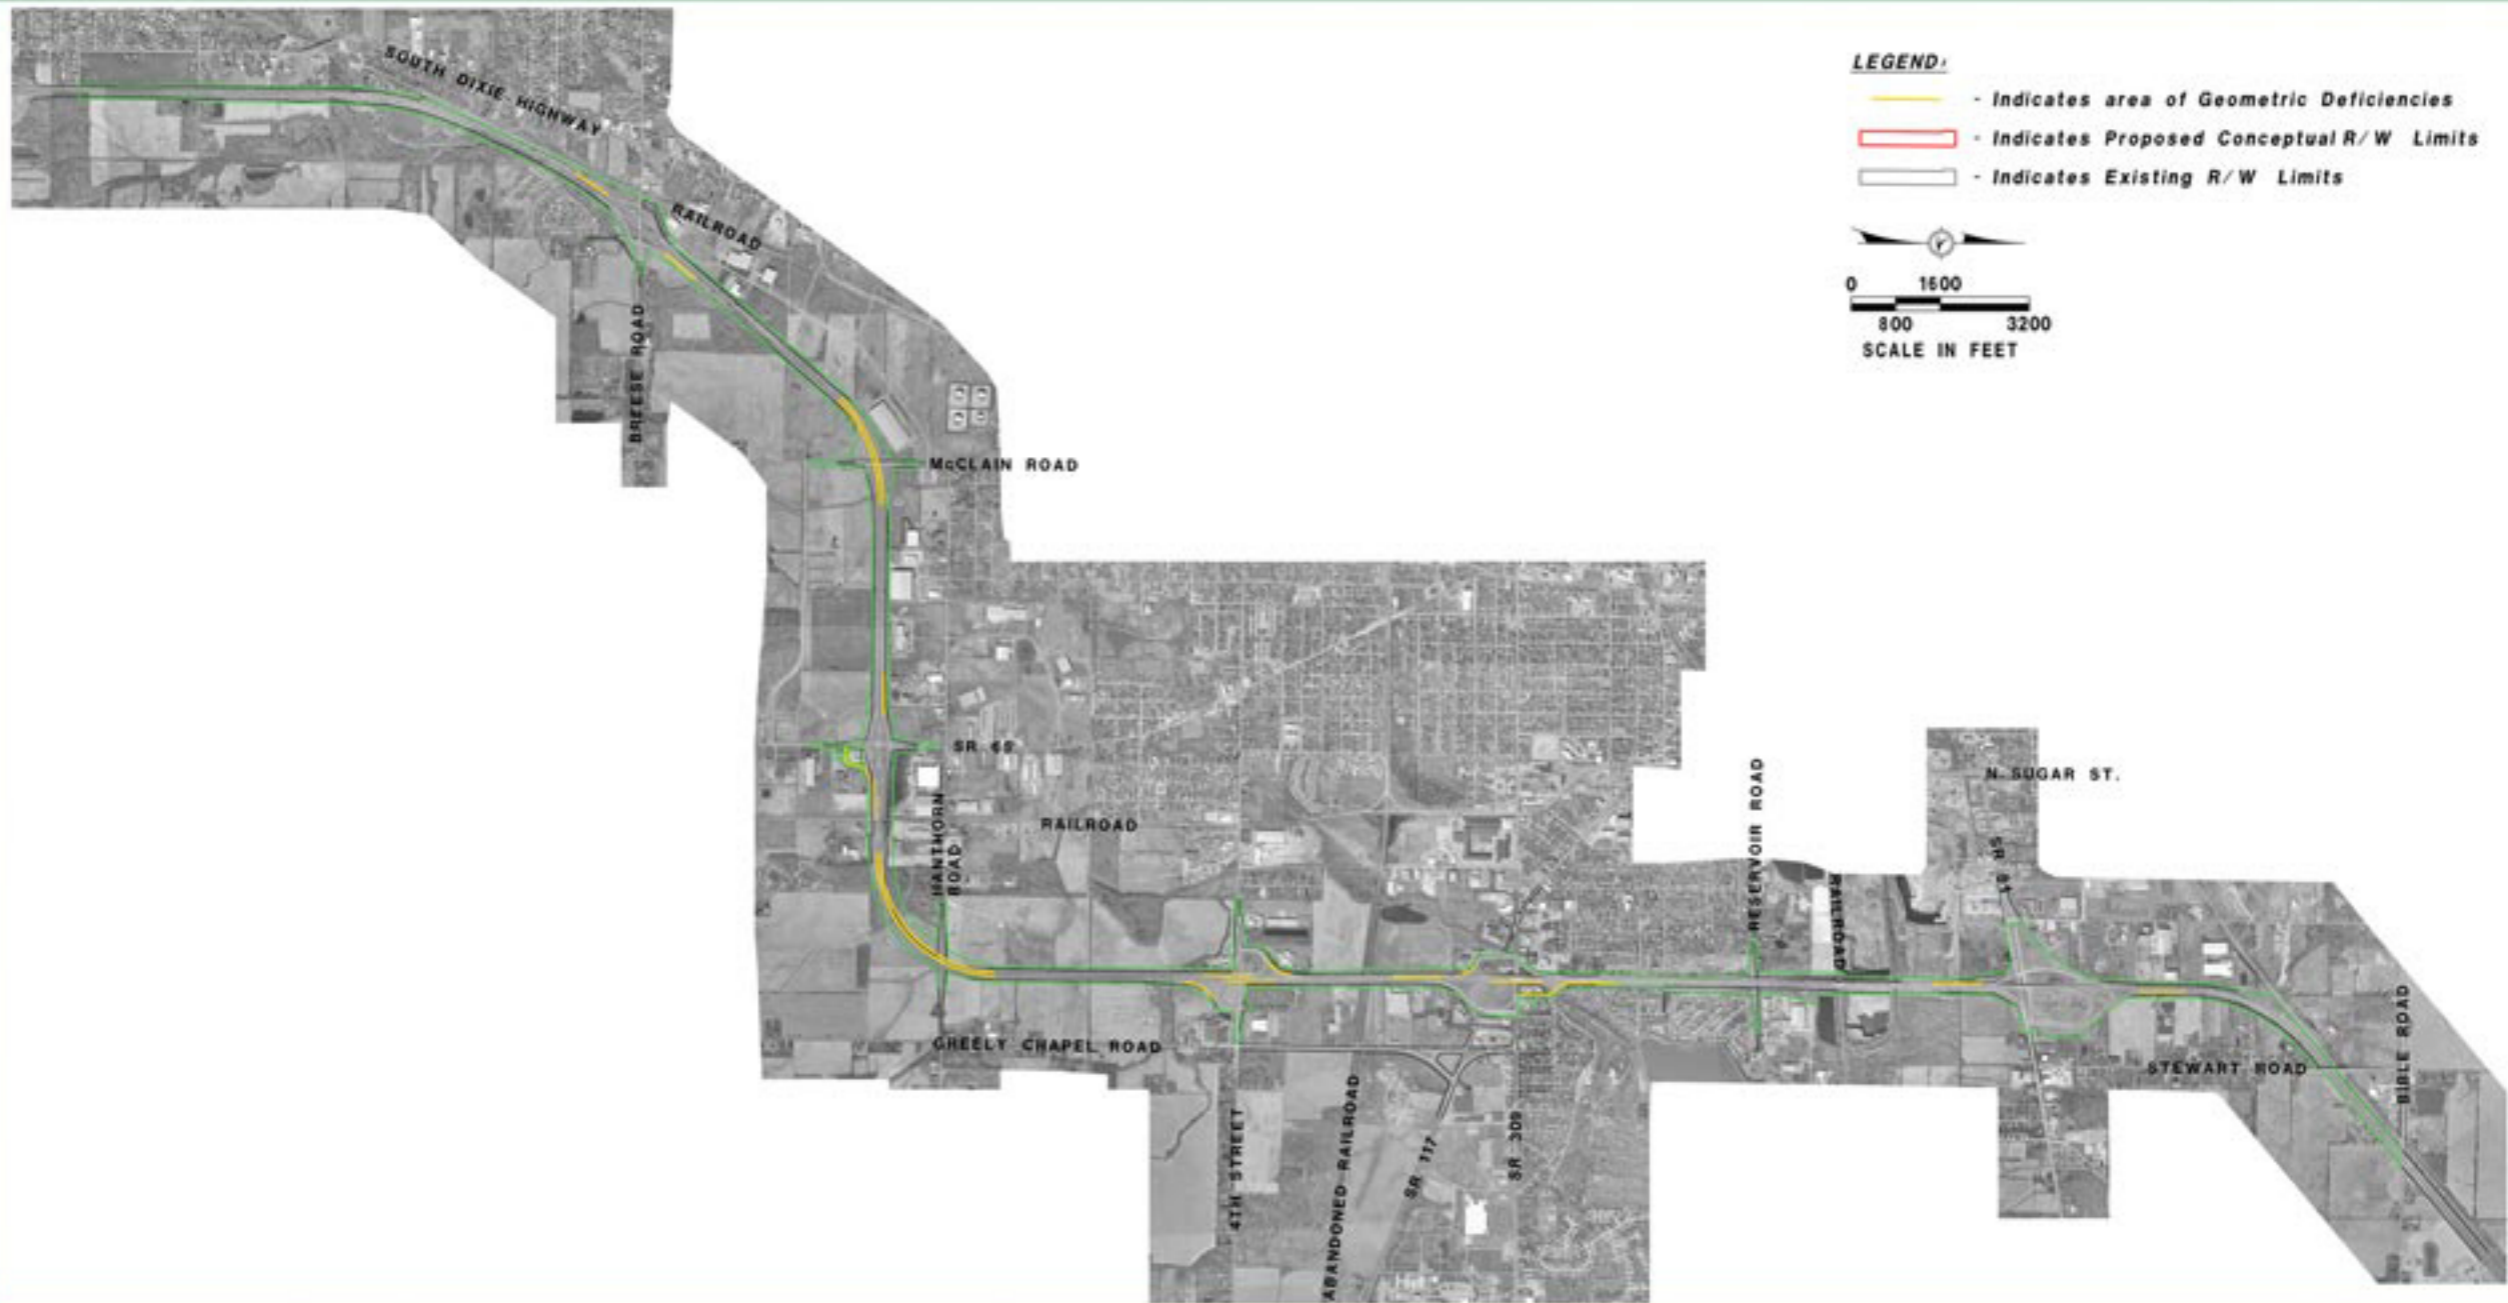 LEGEND:
- Indicates area of Geometric Deficiencies
- Indicates Proposed Conceptual R/W Limits
- Indicates Existing R/W Limits
0 1600
800 3200
SCALE IN FEET
SOUTH DIXIE HIGHWAY
RAILROAD
BREESE ROAD
McCLAIN ROAD
SR 65
HANTHORN
ROAD
RAILROAD
GREELY CHAPEL ROAD
4TH STREET
ABANDONED RAILROAD
SR 117
SR 309
RESERVOIR ROAD
RAILROAD
N. SUGAR ST.
SR 81
STEWART ROAD
BIBLE ROAD